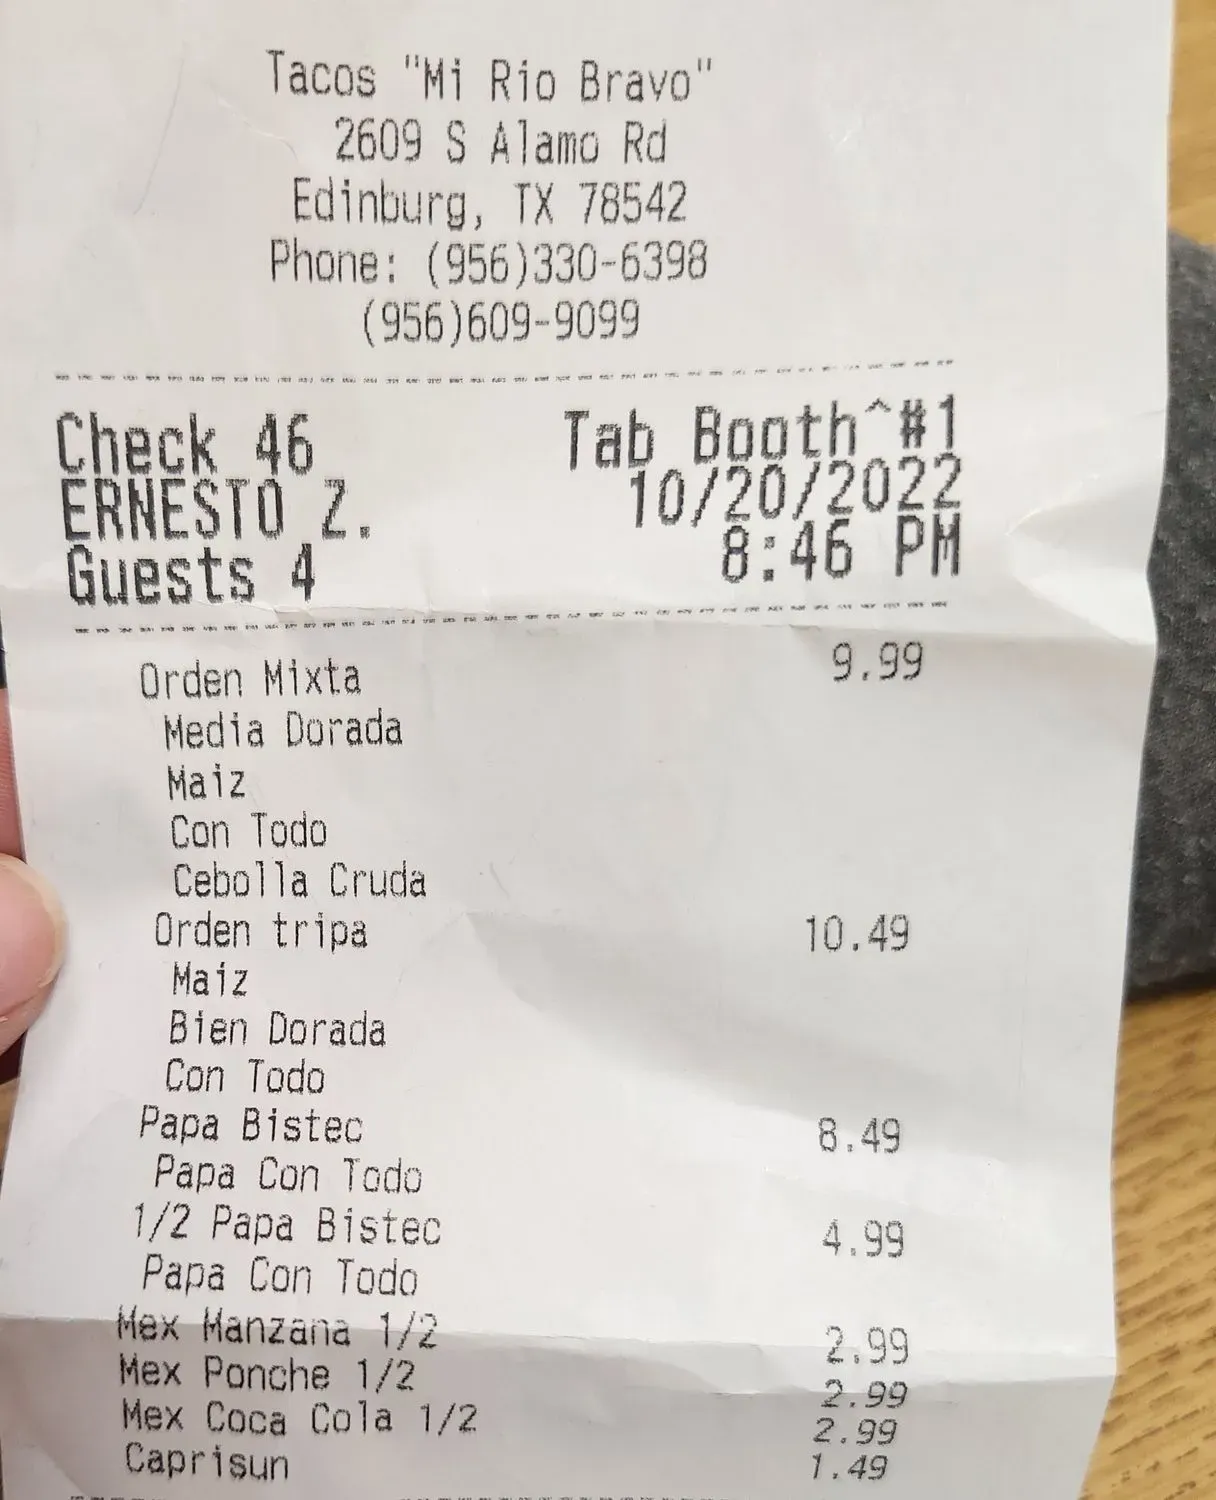 Tacos "Mi Rio Bravo"
2609 S Alamo Rd
Edinburg, TX 78542
Phone: (956)330-6398
(956)609-9099
Check 46 Tab Booth^#1
ERNESTO Z. 10/20/2022
Guests 4 8:46 PM
Orden Mixta 9.99
Media Dorada
Maiz
Con Todo
Cebolla Cruda
Orden tripa 10.49
Maiz
Bien Dorada
Con Todo
Papa Bistec 8.49
Papa Con Todo
1/2 Papa Bistec 4.99
Papa Con Todo
Mex Manzana 1/2 2.99
Mex Ponche 1/2 2.99
Mex Coca Cola 1/2 2.99
Caprisun 1.49